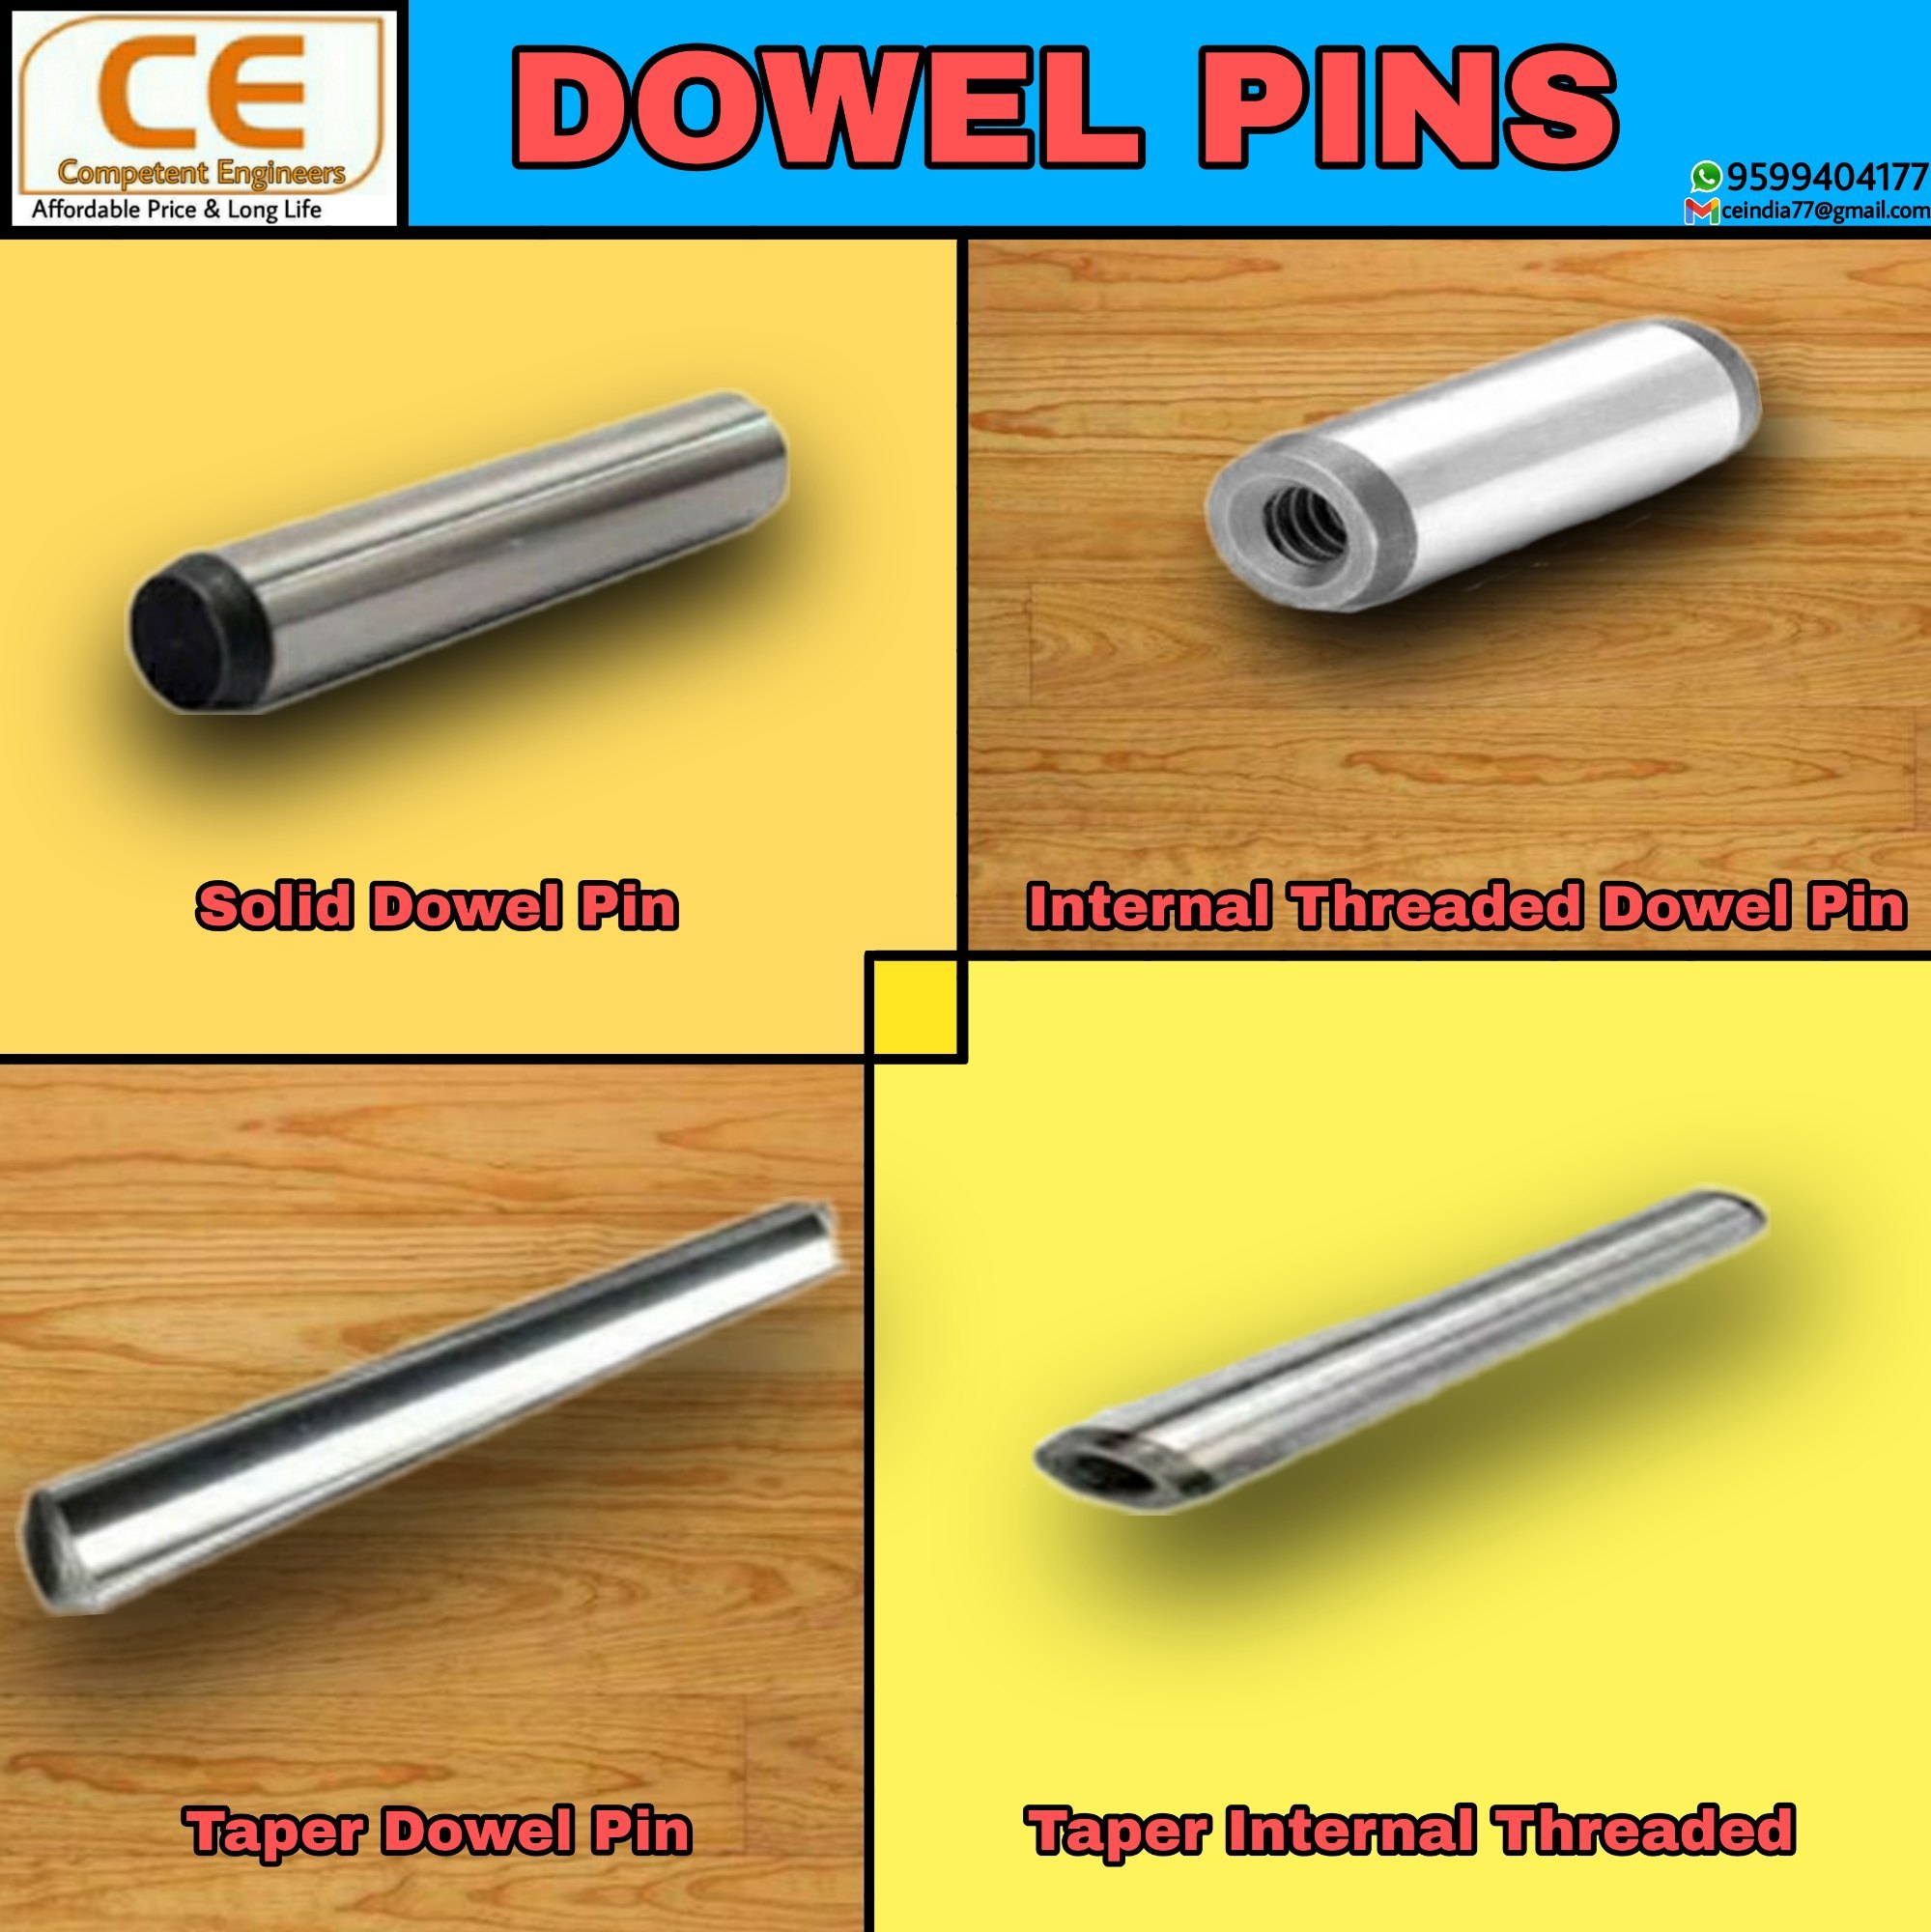 CE
Competent Engineers
Affordable Price & Long Life
DOWEL PINS
9599404177
ceindia77@gmail.com
Solid Dowel Pin
Internal Threaded Dowel Pin
Taper Dowel Pin
Taper Internal Threaded